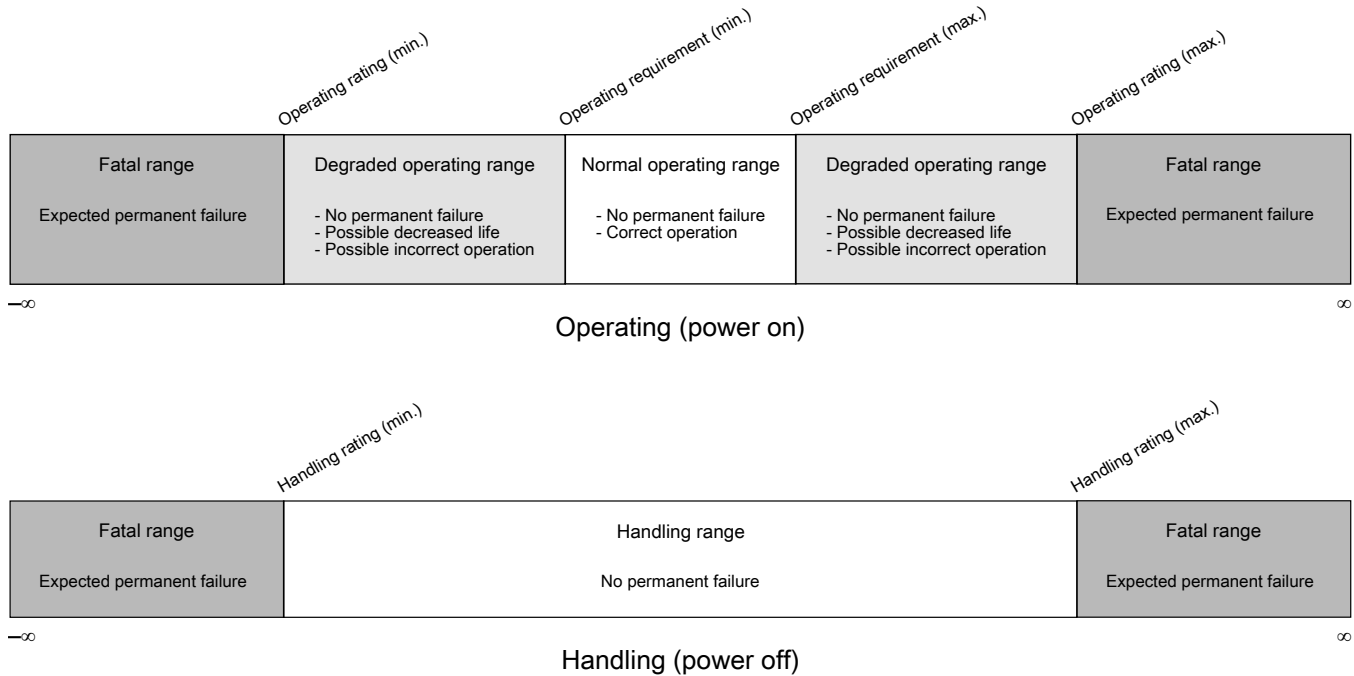 Operating rating (min.)
Operating requirement (min.)
Operating requirement (max.)
Operating rating (max.)
Fatal range
Expected permanent failure
Degraded operating range
- No permanent failure
- Possible decreased life
- Possible incorrect operation
Normal operating range
- No permanent failure
- Correct operation
Degraded operating range
- No permanent failure
- Possible decreased life
- Possible incorrect operation
Fatal range
Expected permanent failure
–∞
∞
Operating (power on)
Handling rating (min.)
Handling rating (max.)
Fatal range
Expected permanent failure
Handling range
No permanent failure
Fatal range
Expected permanent failure
–∞
∞
Handling (power off)